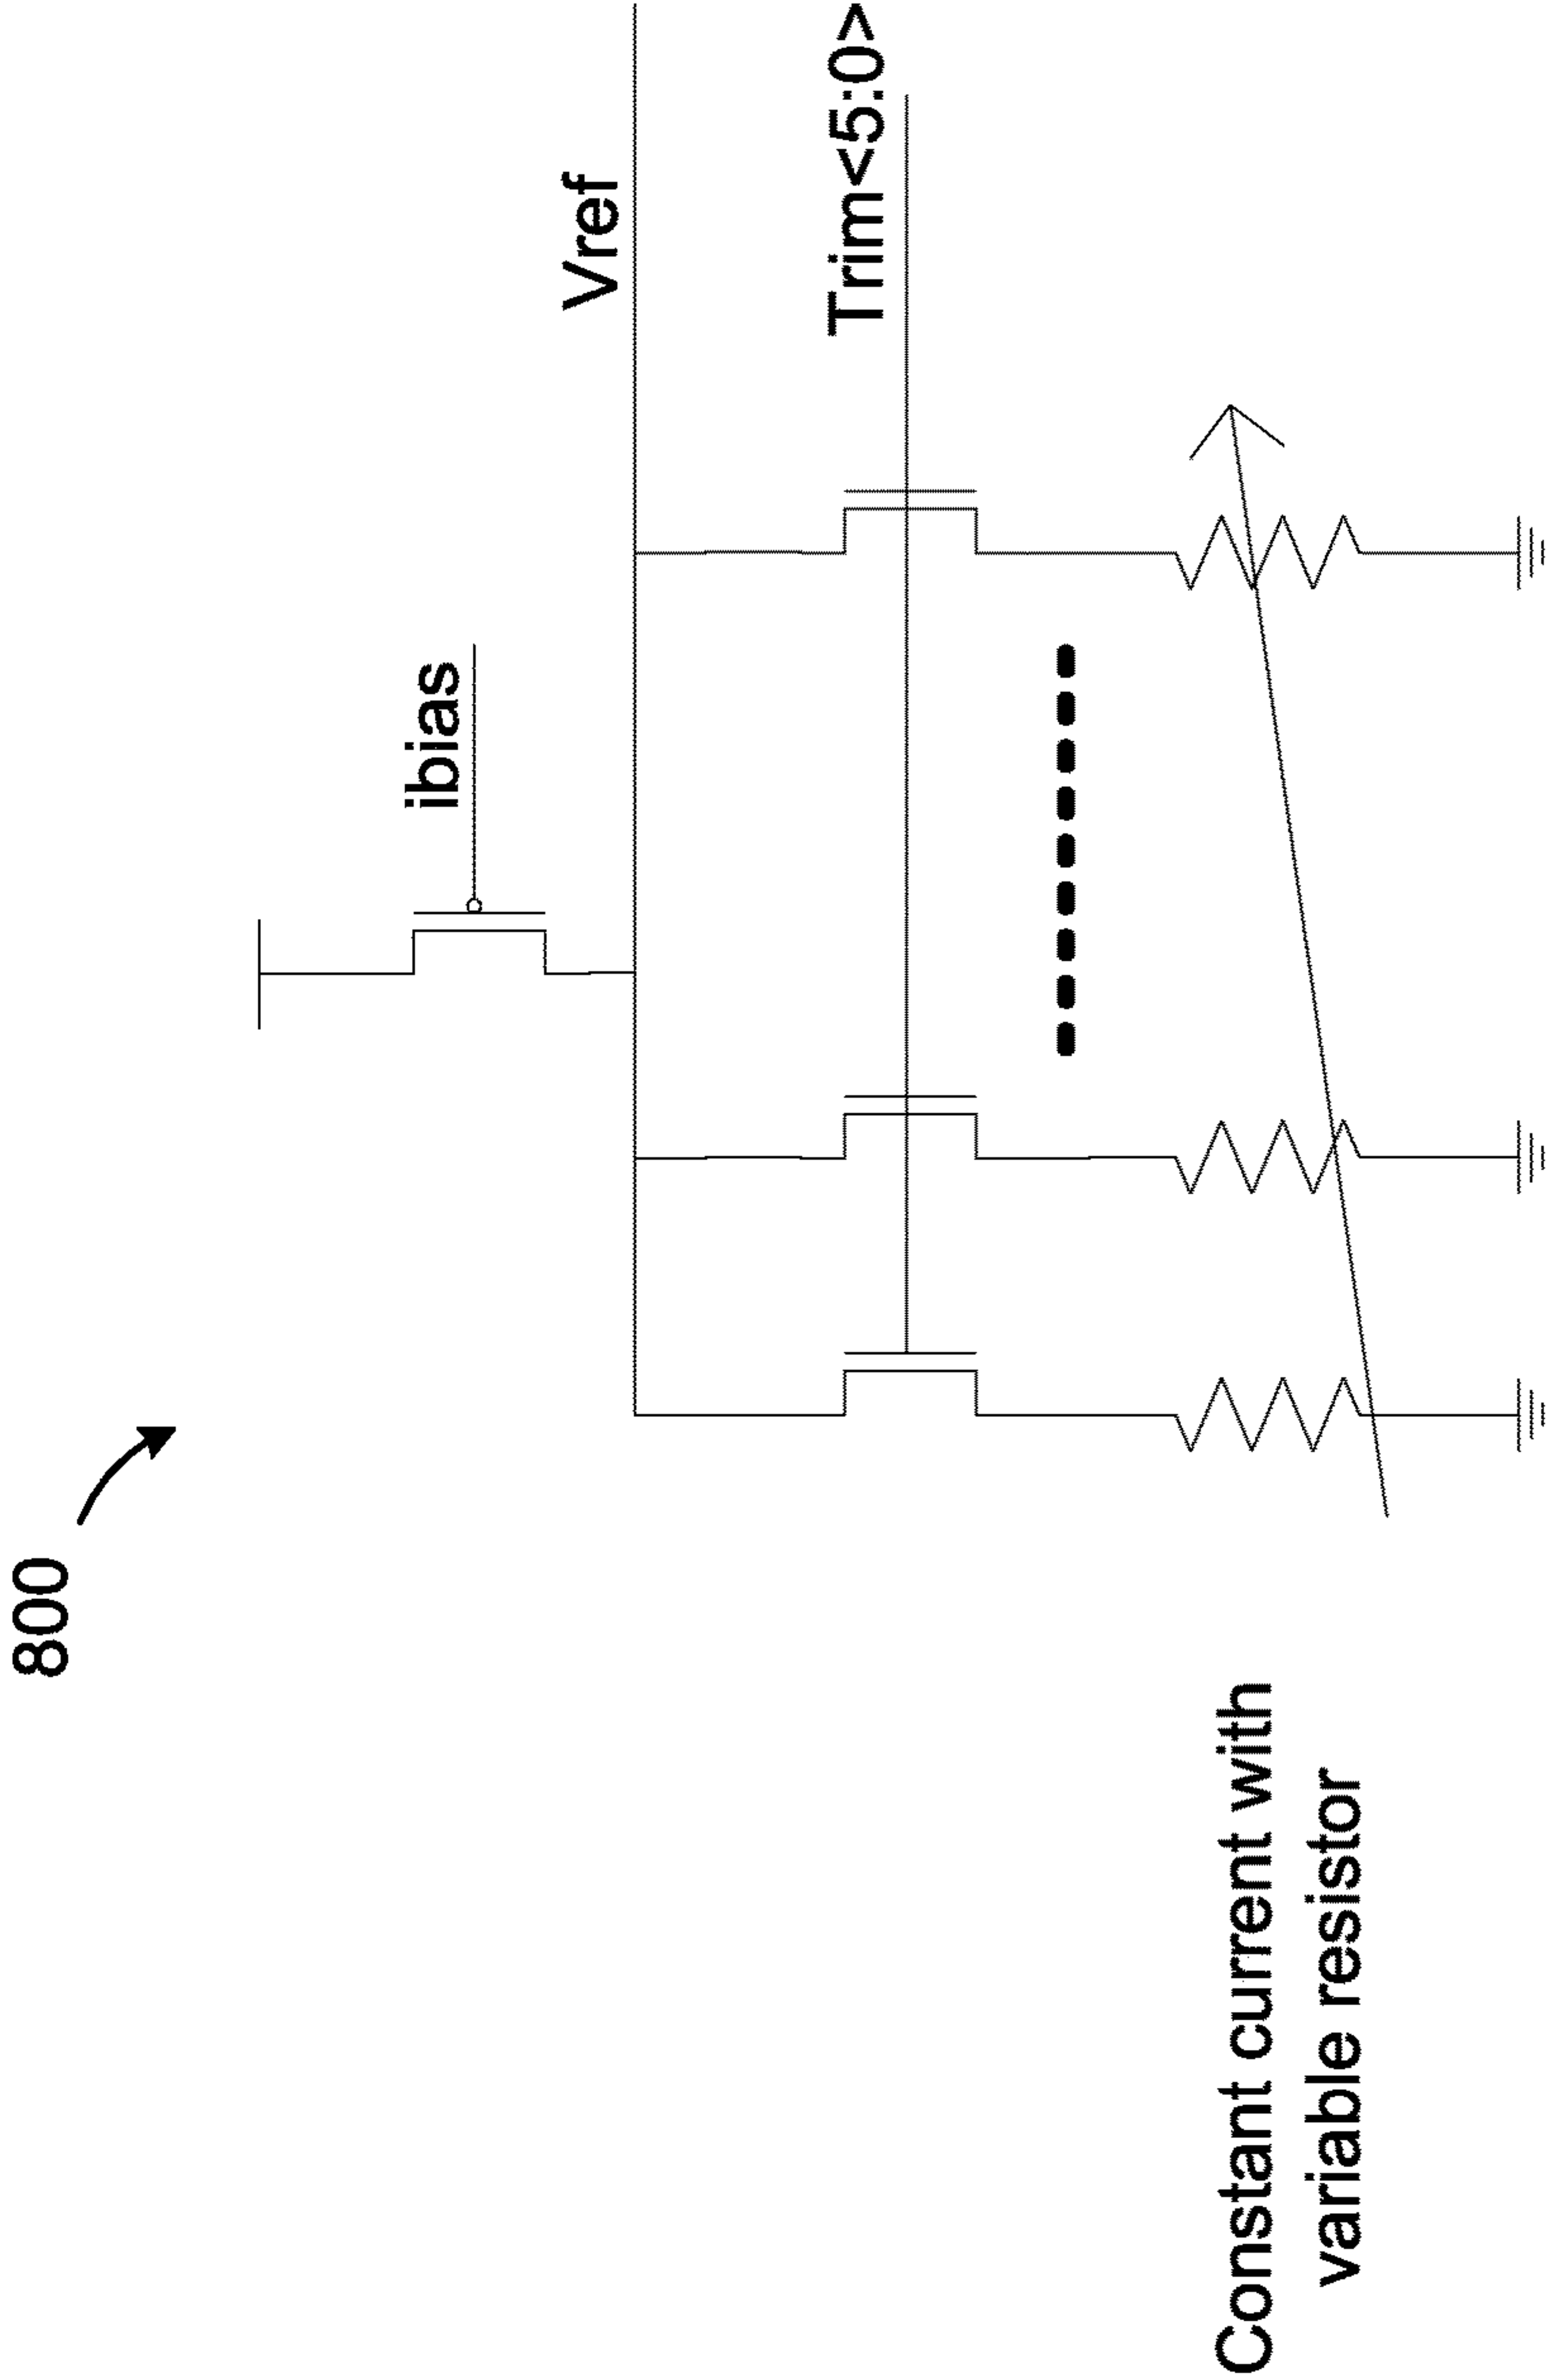 800
ibias
Vref
Trim<5:0>
Constant current with
variable resistor